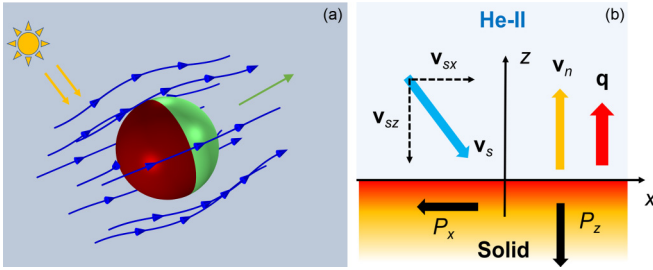 (a)
He-II
(b)
v_sx
z
v_n
q
v_sz
v_s
x
P_x
P_z
Solid